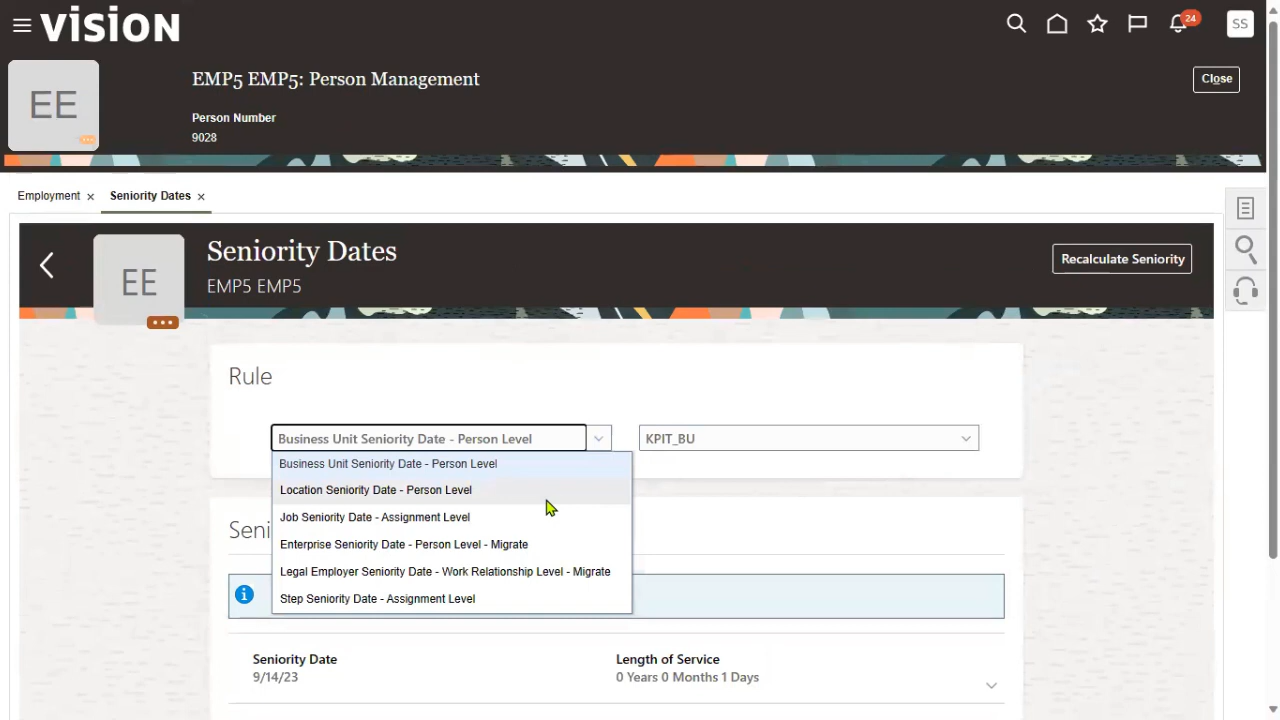 vision
24
SS
EE
EMP5 EMP5: Person Management
Close
Person Number
9028
Employment
Seniority Dates
EE
Seniority Dates
EMP5 EMP5
Recalculate Seniority
Rule
Business Unit Seniority Date - Person Level
KPIT_BU
Business Unit Seniority Date - Person Level
Location Seniority Date - Person Level
Job Seniority Date - Assignment Level
Enterprise Seniority Date - Person Level - Migrate
Legal Employer Seniority Date - Work Relationship Level - Migrate
Step Seniority Date - Assignment Level
Seni
Seniority Date
9/14/23
Length of Service
0 Years 0 Months 1 Days